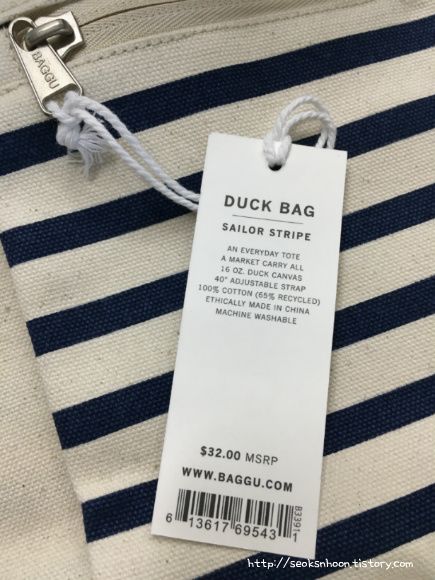 BAGGU
DUCK BAG
SAILOR STRIPE
AN EVERYDAY TOTE
A MARKET CARRY ALL
16 OZ. DUCK CANVAS
40" ADJUSTABLE STRAP
100% COTTON (65% RECYCLED)
ETHICALLY MADE IN CHINA
MACHINE WASHABLE
$32.00 MSRP
WWW.BAGGU.COM
83391
6 13617 69543 1
http://seoksnhoon.tistory.com